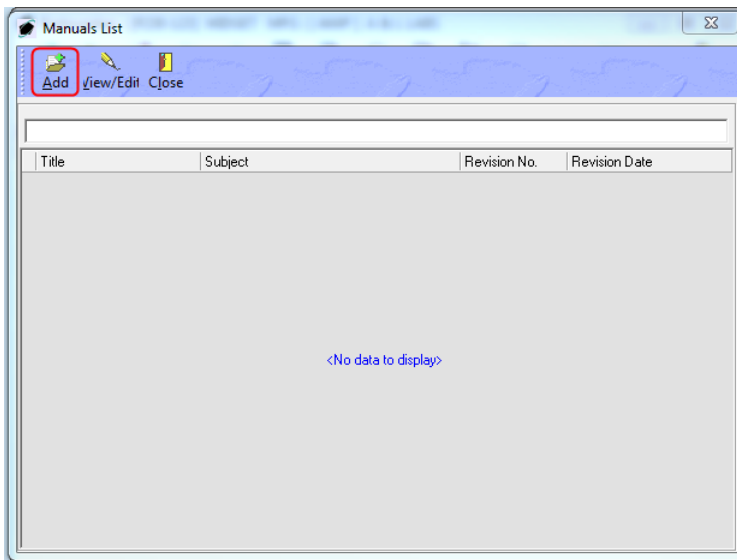 Manuals List
Add View/Edit Close
Title Subject Revision No. Revision Date
<No data to display>